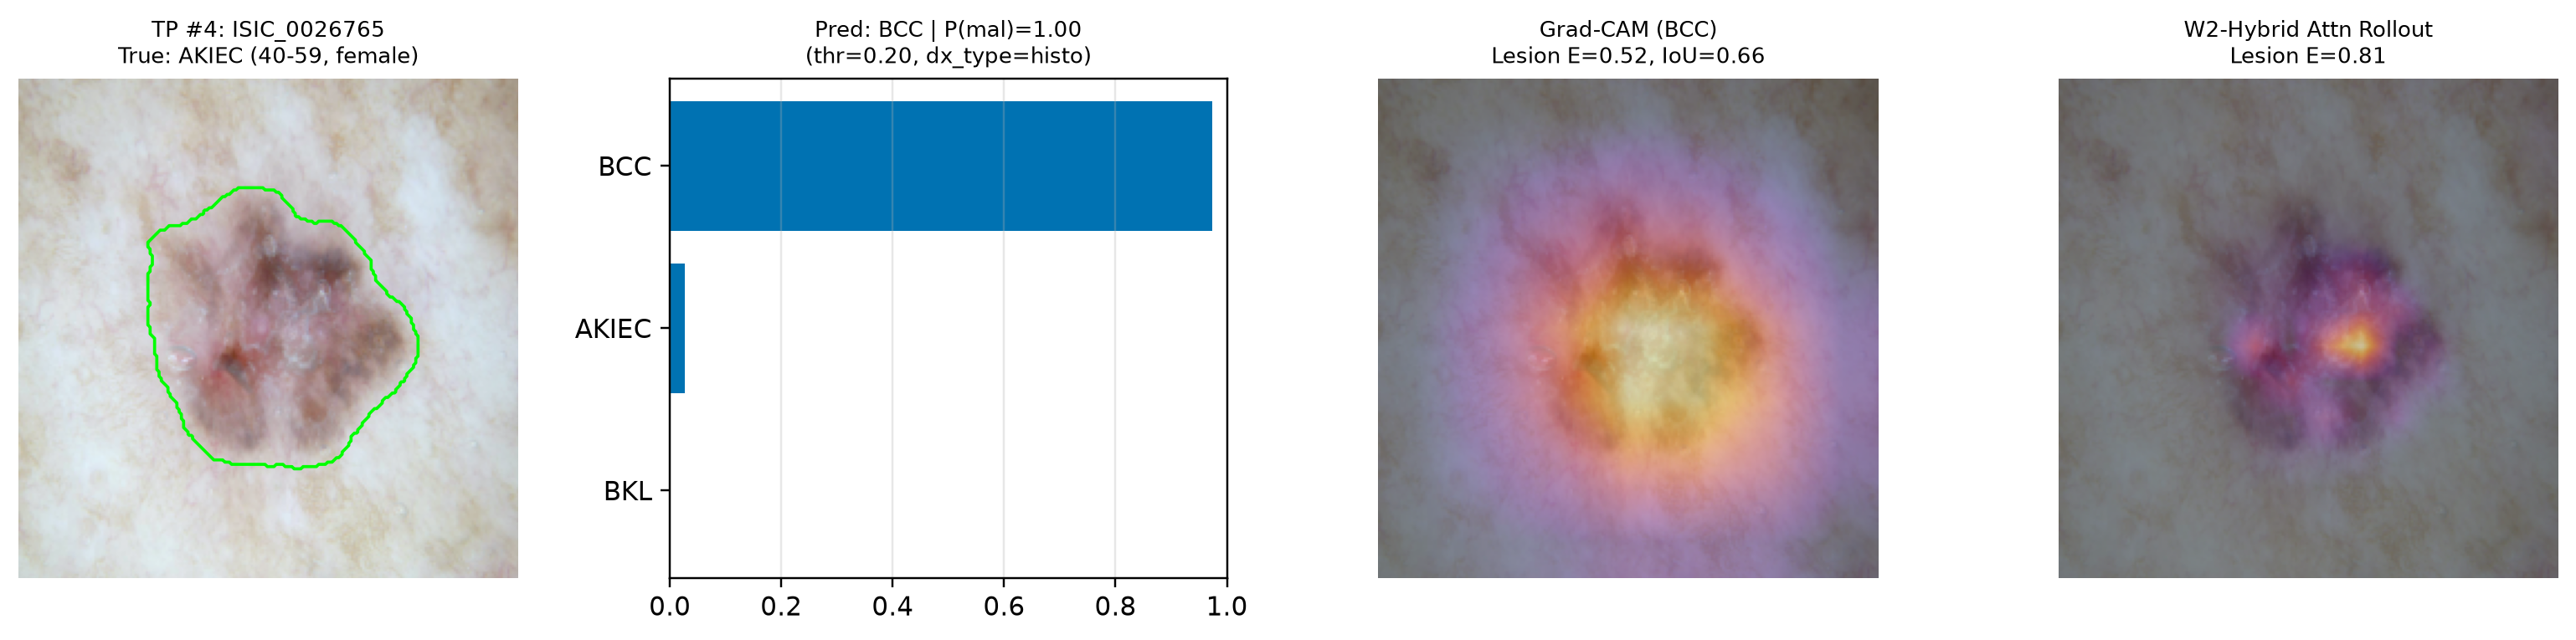 TP #4: ISIC_0026765
True: AKIEC (40-59, female)
Pred: BCC | P(mal)=1.00
(thr=0.20, dx_type=histo)
BCC
AKIEC
BKL
0.0 0.2 0.4 0.6 0.8 1.0
Grad-CAM (BCC)
Lesion E=0.52, IoU=0.66
W2-Hybrid Attn Rollout
Lesion E=0.81